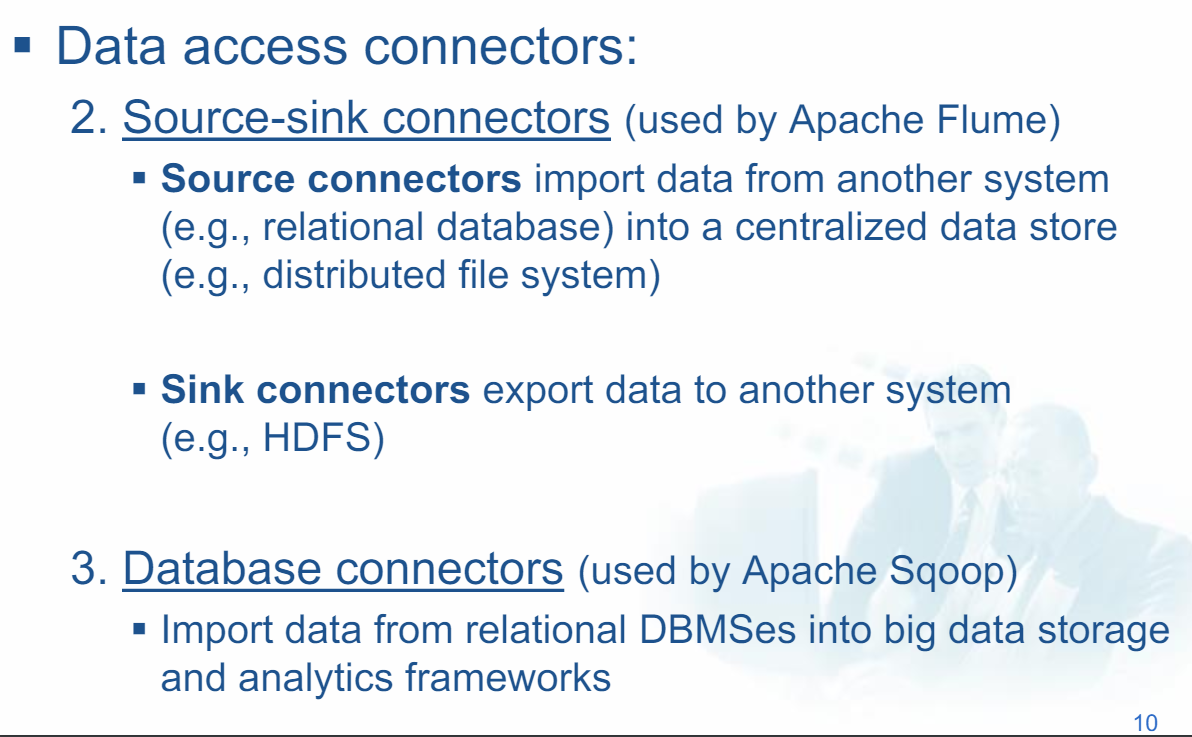 ▪ Data access connectors:
2. Source-sink connectors (used by Apache Flume)
▪ Source connectors import data from another system
(e.g., relational database) into a centralized data store
(e.g., distributed file system)
▪ Sink connectors export data to another system
(e.g., HDFS)
3. Database connectors (used by Apache Sqoop)
▪ Import data from relational DBMSes into big data storage
and analytics frameworks
10